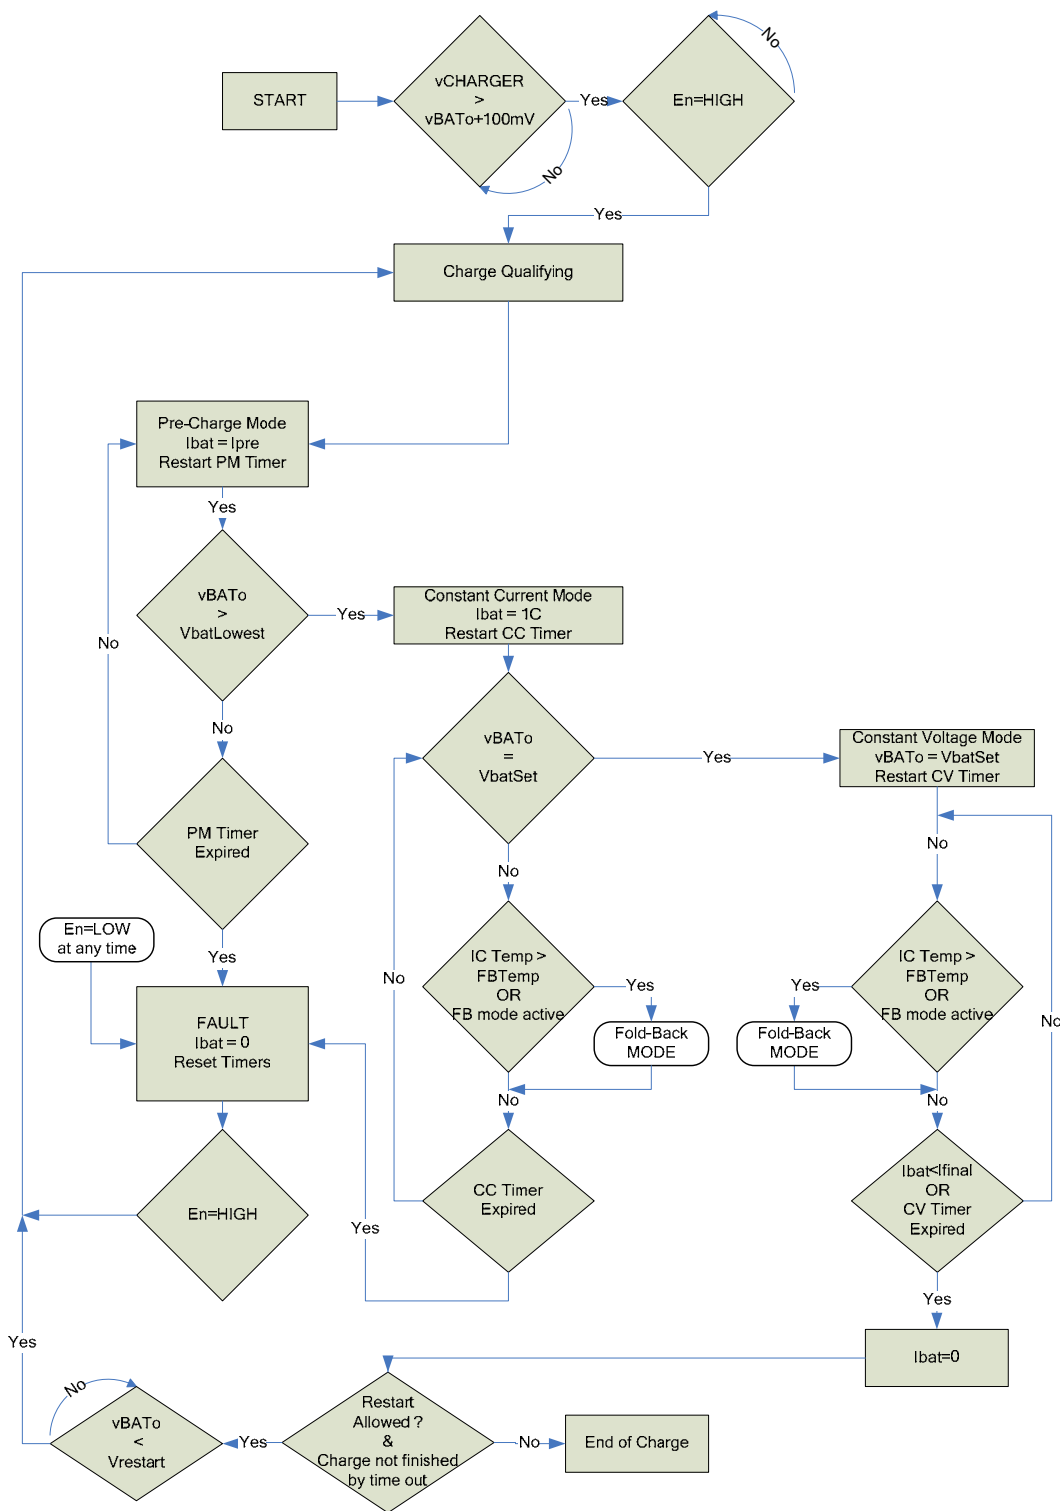 START
vCHARGER
>
vBATo+100mV
No
Yes
En=HIGH
No
Yes
Charge Qualifying
Pre-Charge Mode
Ibat = Ipre
Restart PM Timer
Yes
vBATo
>
VbatLowest
Yes
No
No
Constant Current Mode
Ibat = 1C
Restart CC Timer
vBATo
=
VbatSet
Yes
No
Constant Voltage Mode
vBATo = VbatSet
Restart CV Timer
No
PM Timer
Expired
Yes
En=LOW
at any time
FAULT
Ibat = 0
Reset Timers
No
IC Temp >
FBTemp
OR
FB mode active
Yes
Fold-Back
MODE
No
IC Temp >
FBTemp
OR
FB mode active
Yes
Fold-Back
MODE
No
No
En=HIGH
CC Timer
Expired
Yes
Ibat<Ifinal
OR
CV Timer
Expired
Yes
Ibat=0
Yes
No
vBATo
<
Vrestart
Yes
Restart
Allowed ?
&
Charge not finished
by time out
No
End of Charge